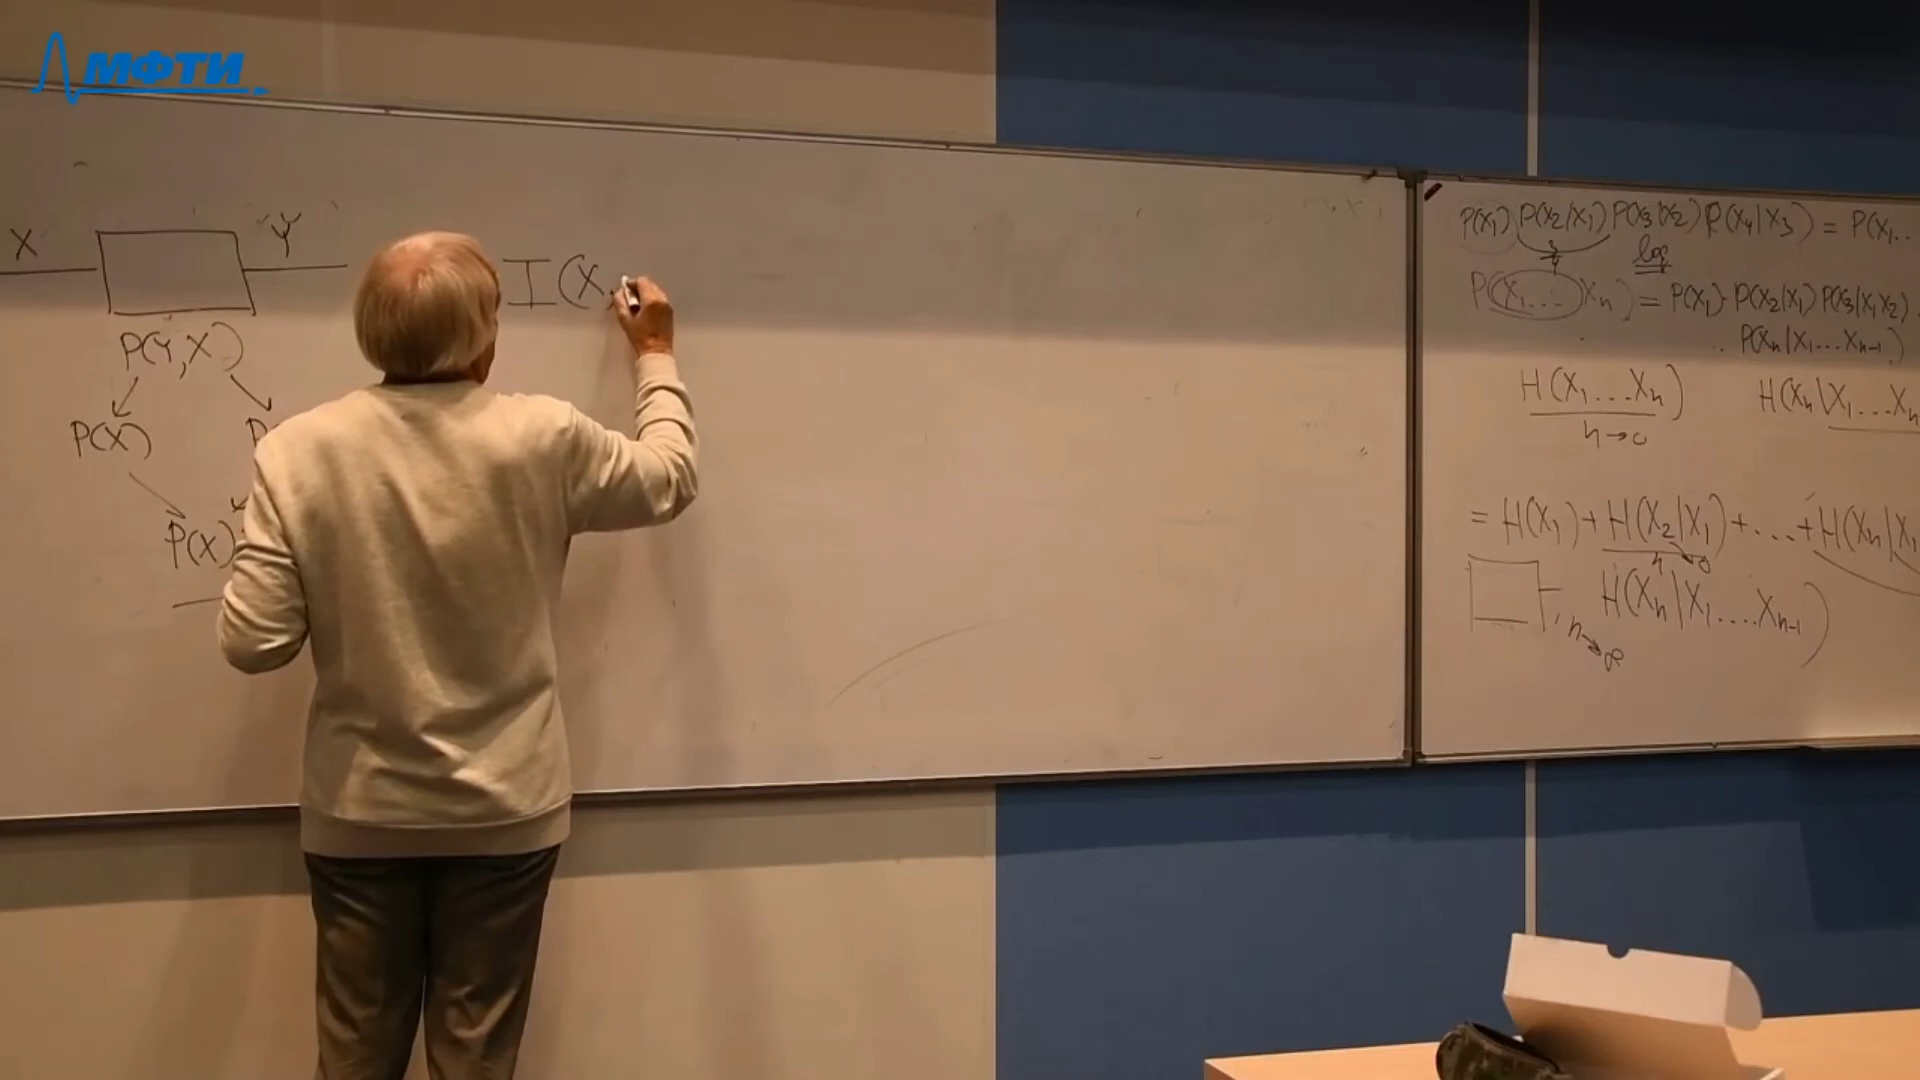 МФТИ
X Y
P(Y,X)
P(X)
P(X)
I(X,
P(X₁) P(X₂|X₁) P(X₃|X₂) P(X₄|X₃) = P(X₁..
log
P(X₁... Xₙ) = P(X₁) P(X₂|X₁) P(X₃|X₁X₂)
.. P(Xₙ|X₁...Xₙ₋₁)
H(X₁...Xₙ) H(Xₙ|X₁...Xₙ
= H(X₁)+H(X₂|X₁)+...+H(Xₙ|X₁
H(Xₙ|X₁....Xₙ₋₁)
n→∞